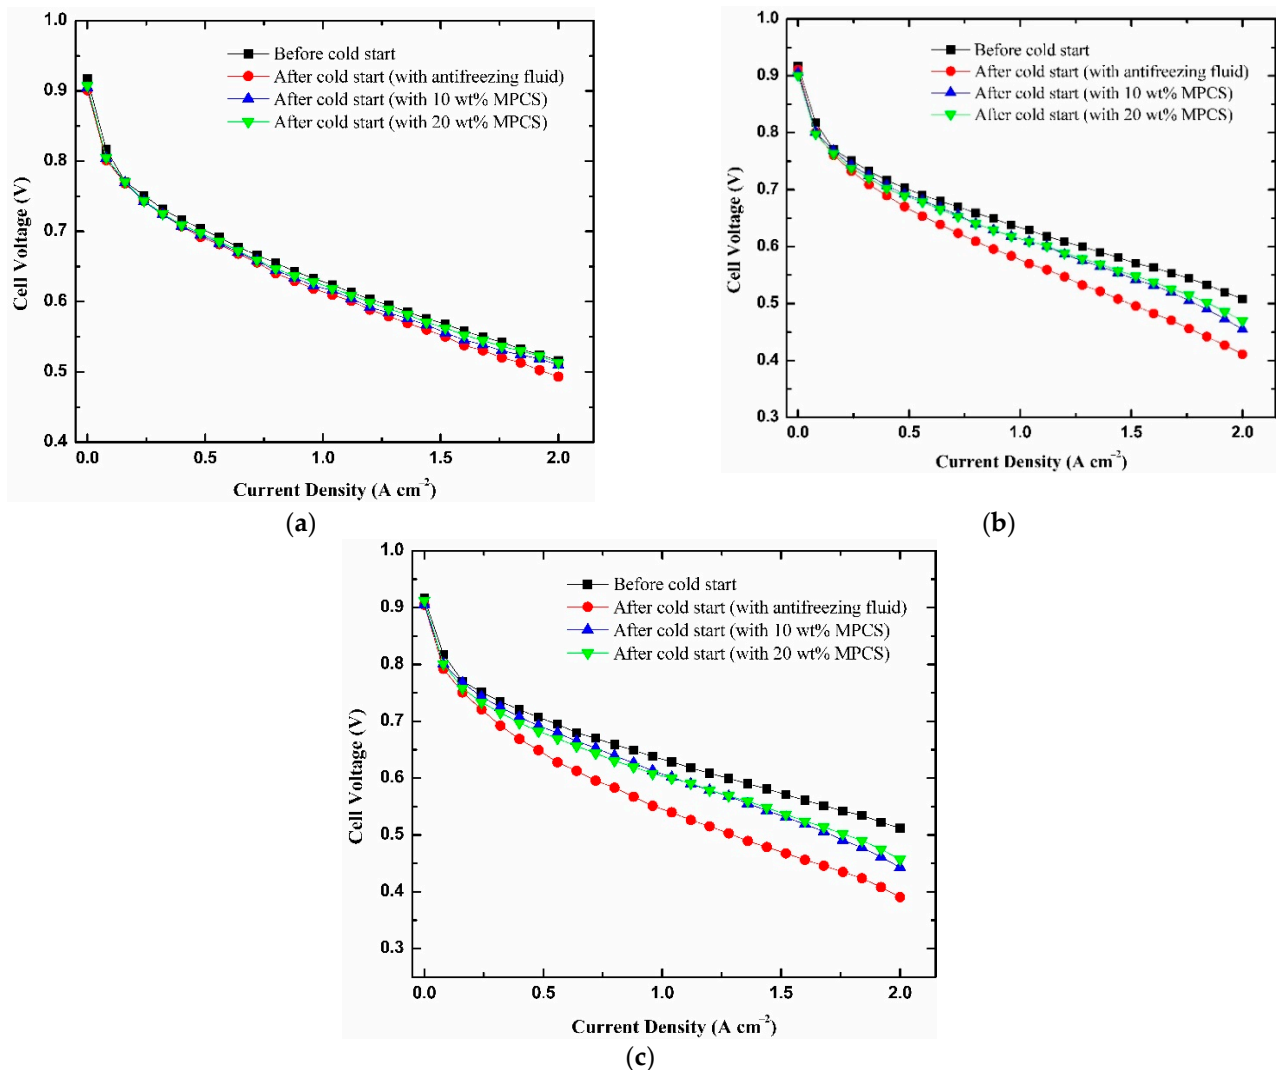 1.0
0.9
0.8
0.7
0.6
0.5
0.4
Cell Voltage (V)
Before cold start
After cold start (with antifreezing fluid)
After cold start (with 10 wt% MPCS)
After cold start (with 20 wt% MPCS)
0.0 0.5 1.0 1.5 2.0
Current Density (A cm⁻²)
(a)
1.0
0.9
0.8
0.7
0.6
0.5
0.4
0.3
Cell Voltage (V)
Before cold start
After cold start (with antifreezing fluid)
After cold start (with 10 wt% MPCS)
After cold start (with 20 wt% MPCS)
0.0 0.5 1.0 1.5 2.0
Current Density (A cm⁻²)
(b)
1.0
0.9
0.8
0.7
0.6
0.5
0.4
0.3
Cell Voltage (V)
Before cold start
After cold start (with antifreezing fluid)
After cold start (with 10 wt% MPCS)
After cold start (with 20 wt% MPCS)
0.0 0.5 1.0 1.5 2.0
Current Density (A cm⁻²)
(c)